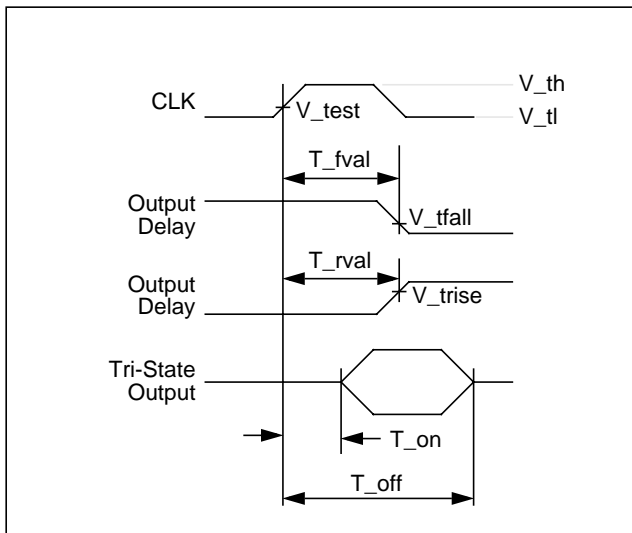 V_th
CLK
V_test
V_tl
T_fval
Output
Delay
V_tfall
T_rval
Output
Delay
V_trise
Tri-State
Output
T_on
T_off